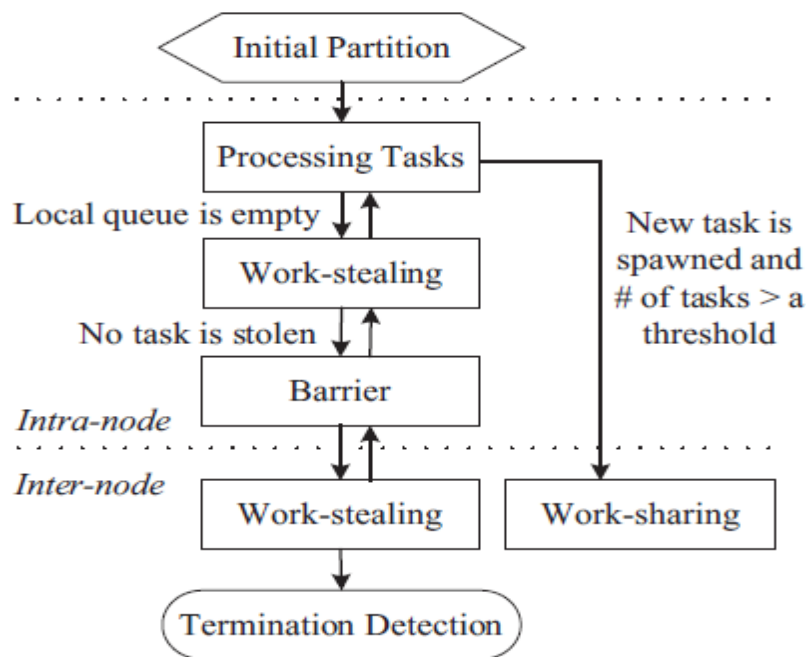 Initial Partition
Processing Tasks
Local queue is empty
New task is
spawned and
# of tasks > a
threshold
Work-stealing
No task is stolen
Barrier
Intra-node
Inter-node
Work-stealing
Work-sharing
Termination Detection